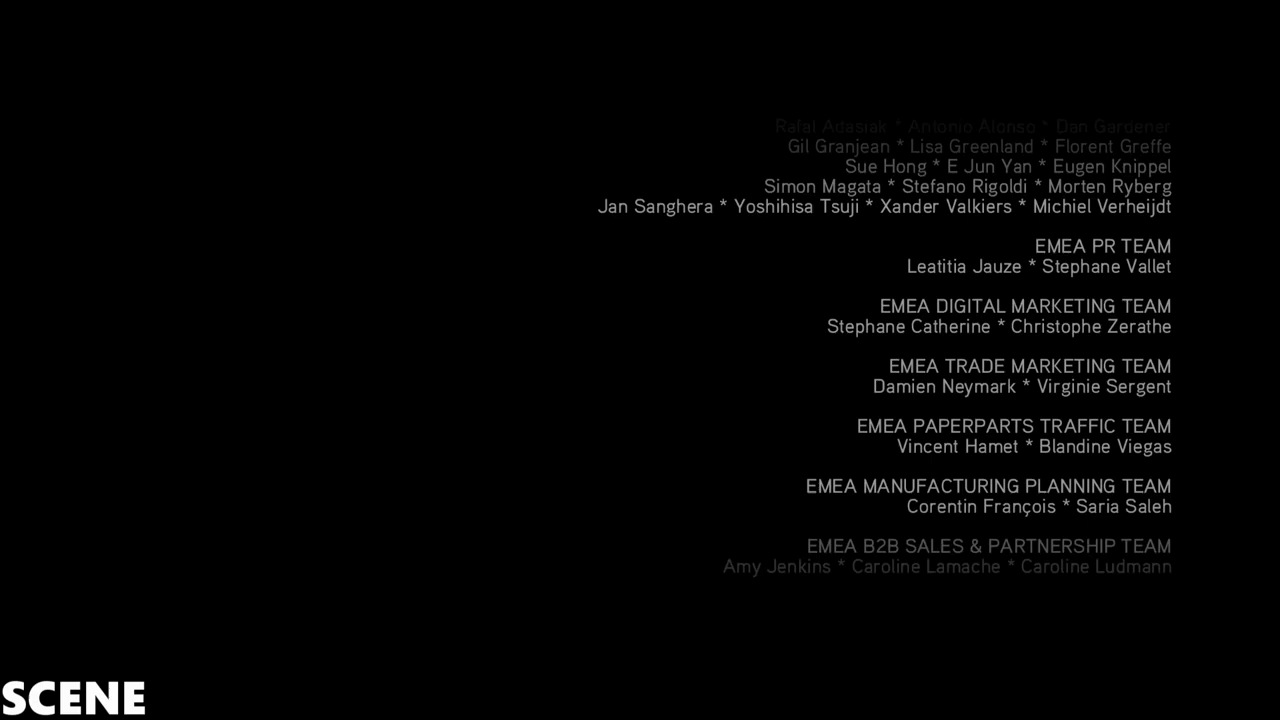 Rafal Adasiak * Antonio Alonso * Dan Gardener
Gil Granjean * Lisa Greenland * Florent Greffe
Sue Hong * E Jun Yan * Eugen Knippel
Simon Magata * Stefano Rigoldi * Morten Ryberg
Jan Sanghera * Yoshihisa Tsuji * Xander Valkiers * Michiel Verheijdt
EMEA PR TEAM
Leatitia Jauze * Stephane Vallet
EMEA DIGITAL MARKETING TEAM
Stephane Catherine * Christophe Zerathe
EMEA TRADE MARKETING TEAM
Damien Neymark * Virginie Sergent
EMEA PAPERPARTS TRAFFIC TEAM
Vincent Hamet * Blandine Viegas
EMEA MANUFACTURING PLANNING TEAM
Corentin François * Saria Saleh
EMEA B2B SALES & PARTNERSHIP TEAM
Amy Jenkins * Caroline Lamache * Caroline Ludmann
SCENE